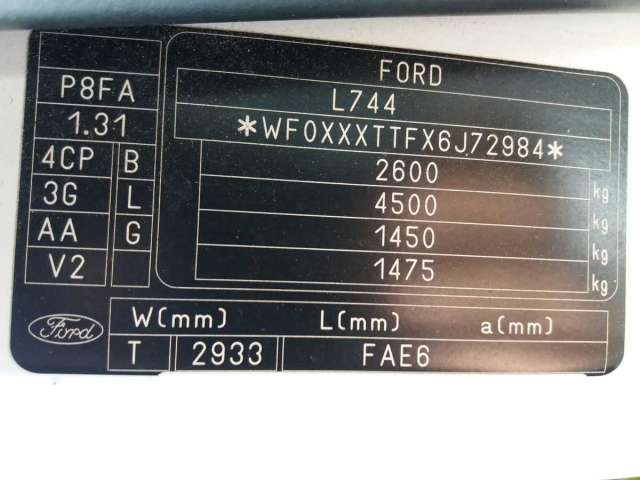 FORD
P8FA
L744
1.31
*WF0XXXTTFX6J72984*
4CP B
2600 kg
3G L
4500 kg
AA G
1450 kg
V2
1475 kg
Ford
W(mm) L(mm) a(mm)
T 2933 FAE6